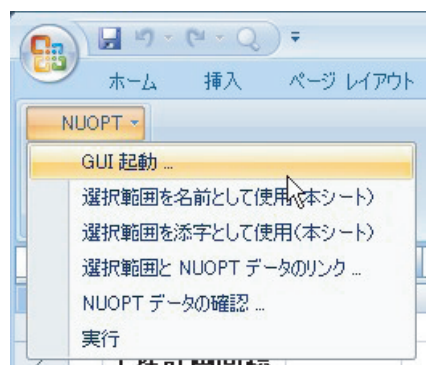 ホーム 挿入 ページ レイアウト
NUOPT
GUI 起動 ...
選択範囲を名前として使用(本シート)
選択範囲を添字として使用(本シート)
選択範囲と NUOPT データのリンク ...
NUOPT データの確認 ...
実行